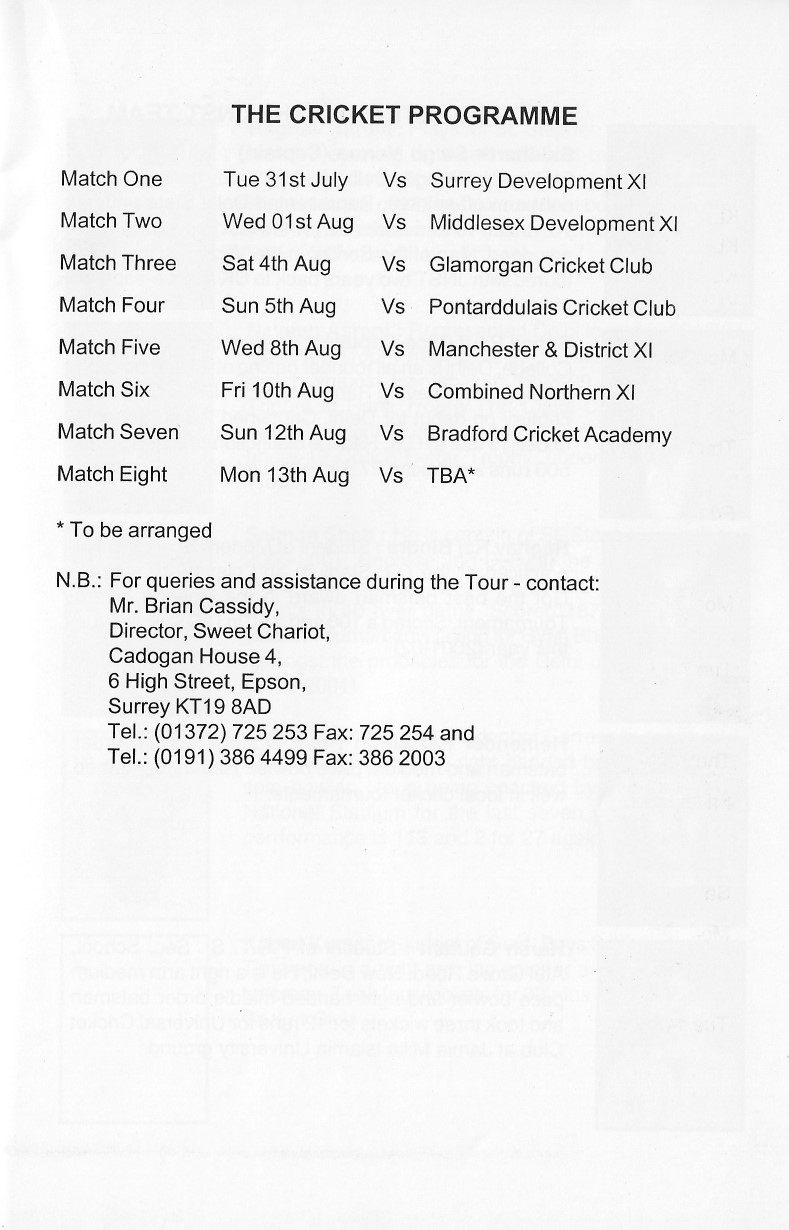 THE CRICKET PROGRAMME
Match One Tue 31st July Vs Surrey Development XI
Match Two Wed 01st Aug Vs Middlesex Development XI
Match Three Sat 4th Aug Vs Glamorgan Cricket Club
Match Four Sun 5th Aug Vs Pontarddulais Cricket Club
Match Five Wed 8th Aug Vs Manchester & District XI
Match Six Fri 10th Aug Vs Combined Northern XI
Match Seven Sun 12th Aug Vs Bradford Cricket Academy
Match Eight Mon 13th Aug Vs TBA*
* To be arranged
N.B.: For queries and assistance during the Tour - contact:
Mr. Brian Cassidy,
Director, Sweet Chariot,
Cadogan House 4,
6 High Street, Epson,
Surrey KT19 8AD
Tel.: (01372) 725 253 Fax: 725 254 and
Tel.: (0191) 386 4499 Fax: 386 2003